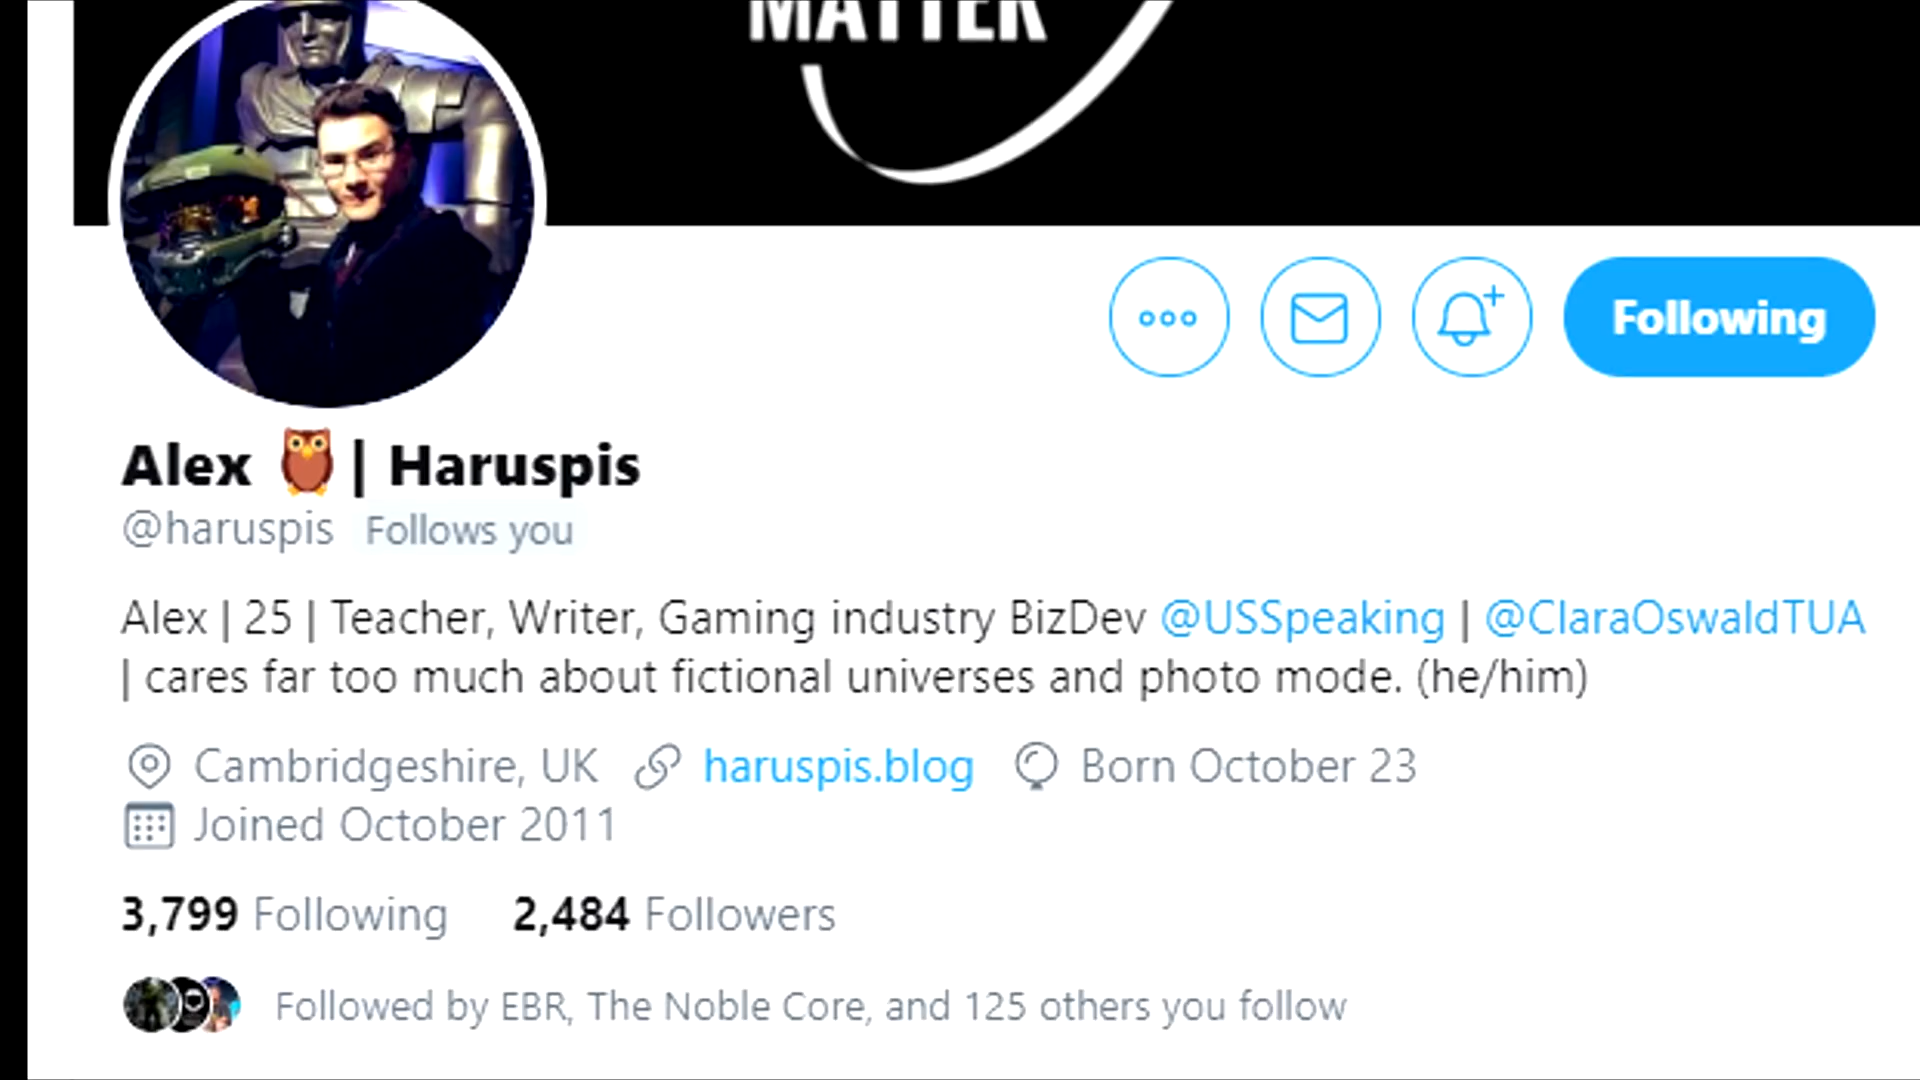 MATTER
Following
Alex 🦉 | Haruspis
@haruspis Follows you
Alex | 25 | Teacher, Writer, Gaming industry BizDev @USSpeaking | @ClaraOswaldTUA
| cares far too much about fictional universes and photo mode. (he/him)
Cambridgeshire, UK haruspis.blog Born October 23
Joined October 2011
3,799 Following 2,484 Followers
Followed by EBR, The Noble Core, and 125 others you follow